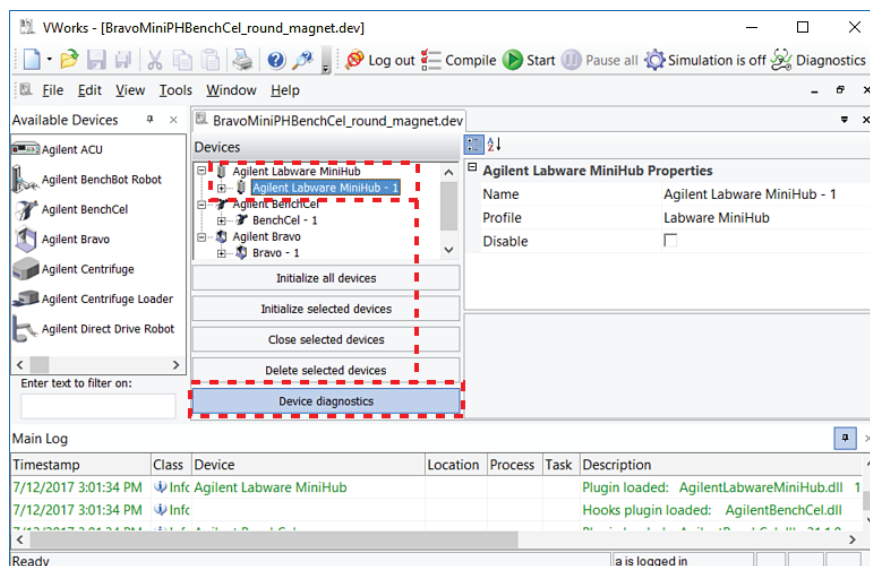 VWorks - [BravoMiniPHBenchCel_round_magnet.dev]
Log out Compile Start Pause all Simulation is off Diagnostics
File Edit View Tools Window Help
Available Devices
BravoMiniPHBenchCel_round_magnet.dev
Agilent ACU
Agilent BenchBot Robot
Agilent BenchCel
Agilent Bravo
Agilent Centrifuge
Agilent Centrifuge Loader
Agilent Direct Drive Robot
Enter text to filter on:
Devices
Agilent Labware MiniHub
Agilent Labware MiniHub - 1
Agilent BenchCel
BenchCel - 1
Agilent Bravo
Bravo - 1
Initialize all devices
Initialize selected devices
Close selected devices
Delete selected devices
Device diagnostics
Agilent Labware MiniHub Properties
Name Agilent Labware MiniHub - 1
Profile Labware MiniHub
Disable
Main Log
Timestamp Class Device Location Process Task Description
7/12/2017 3:01:34 PM Info Agilent Labware MiniHub Plugin loaded: AgilentLabwareMiniHub.dll 1
7/12/2017 3:01:34 PM Info Hooks plugin loaded: AgilentBenchCel.dll
Ready a is logged in